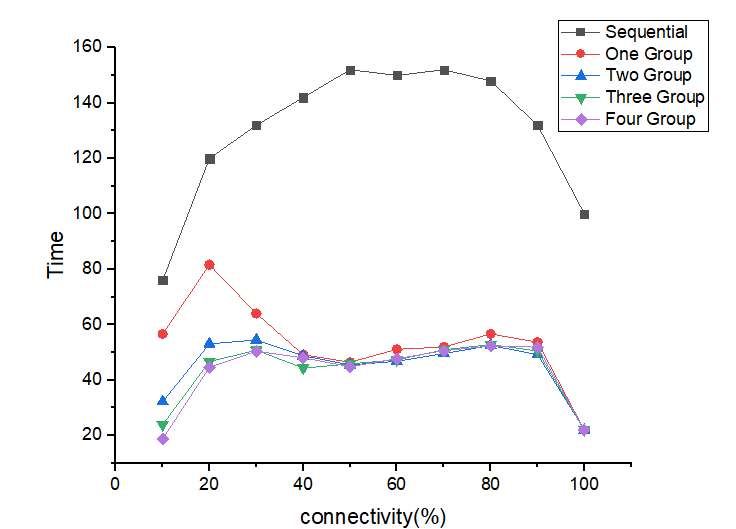 Sequential
One Group
Two Group
Three Group
Four Group
160
140
120
100
80
60
40
20
Time
0 20 40 60 80 100
connectivity(%)